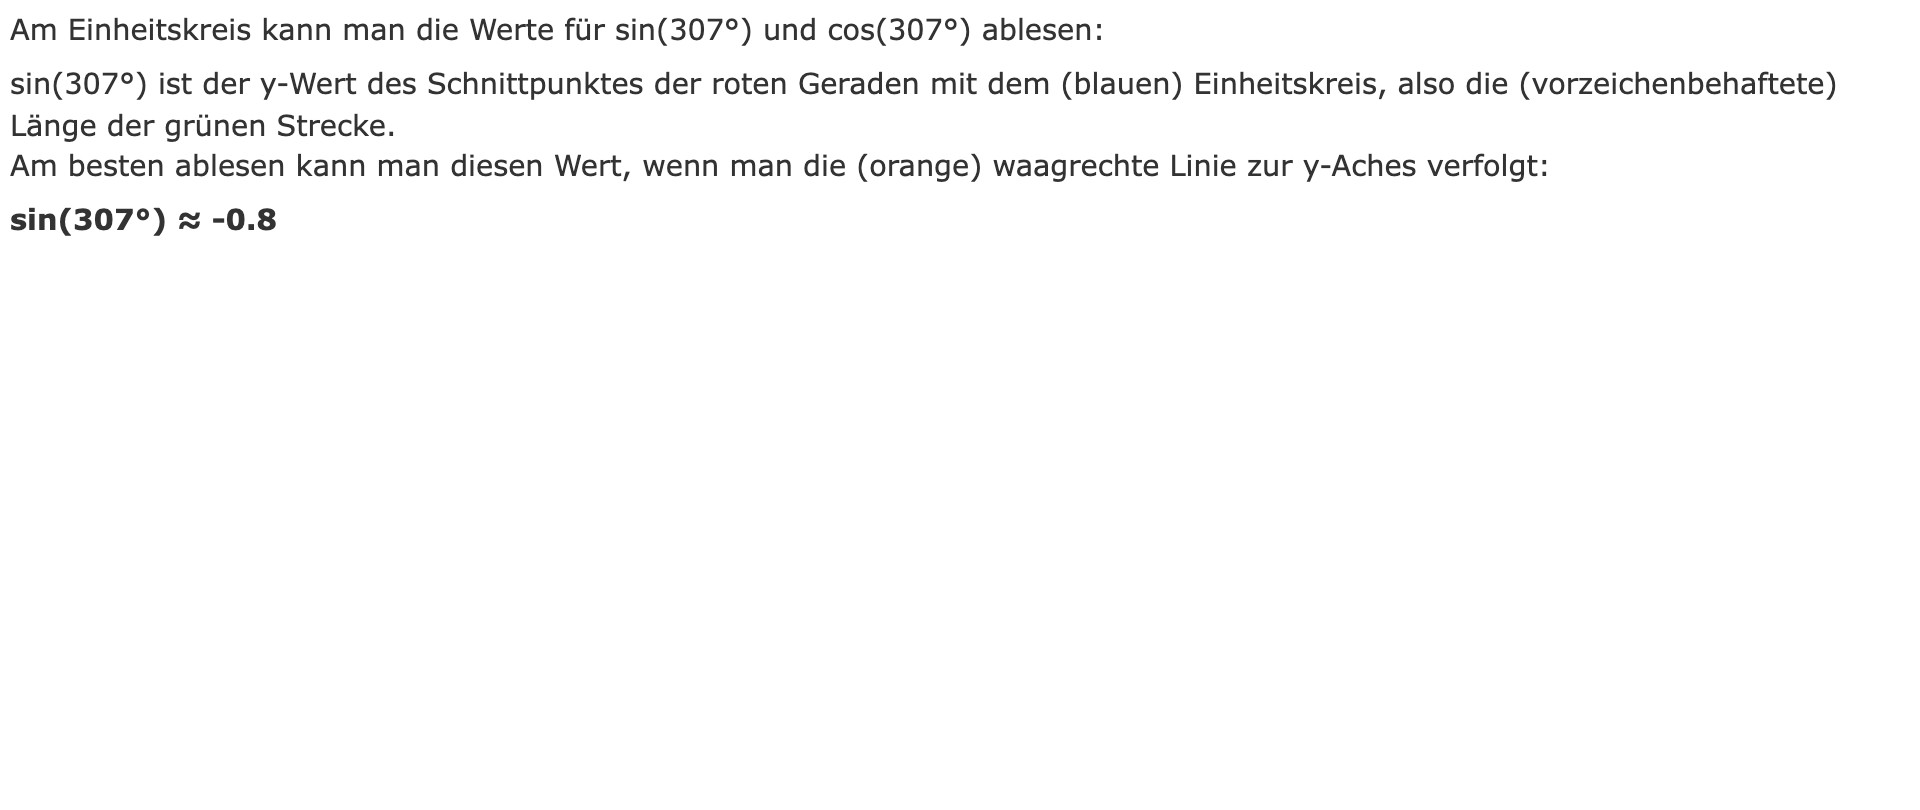 Am Einheitskreis kann man die Werte für sin(307°) und cos(307°) ablesen:
sin(307°) ist der y-Wert des Schnittpunktes der roten Geraden mit dem (blauen) Einheitskreis, also die (vorzeichenbehaftete)
Länge der grünen Strecke.
Am besten ablesen kann man diesen Wert, wenn man die (orange) waagrechte Linie zur y-Aches verfolgt:
sin(307°) ≈ -0.8